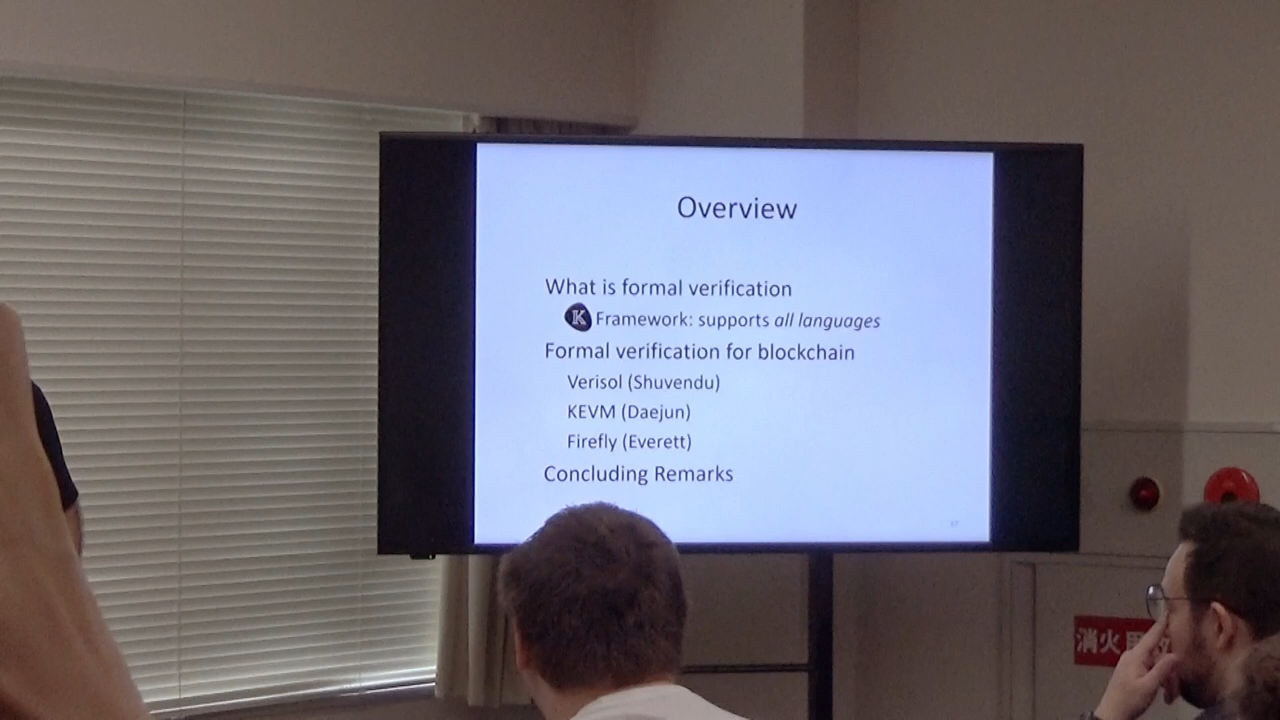 Overview
What is formal verification
K Framework: supports all languages
Formal verification for blockchain
Verisol (Shuvendu)
KEVM (Daejun)
Firefly (Everett)
Concluding Remarks
消火